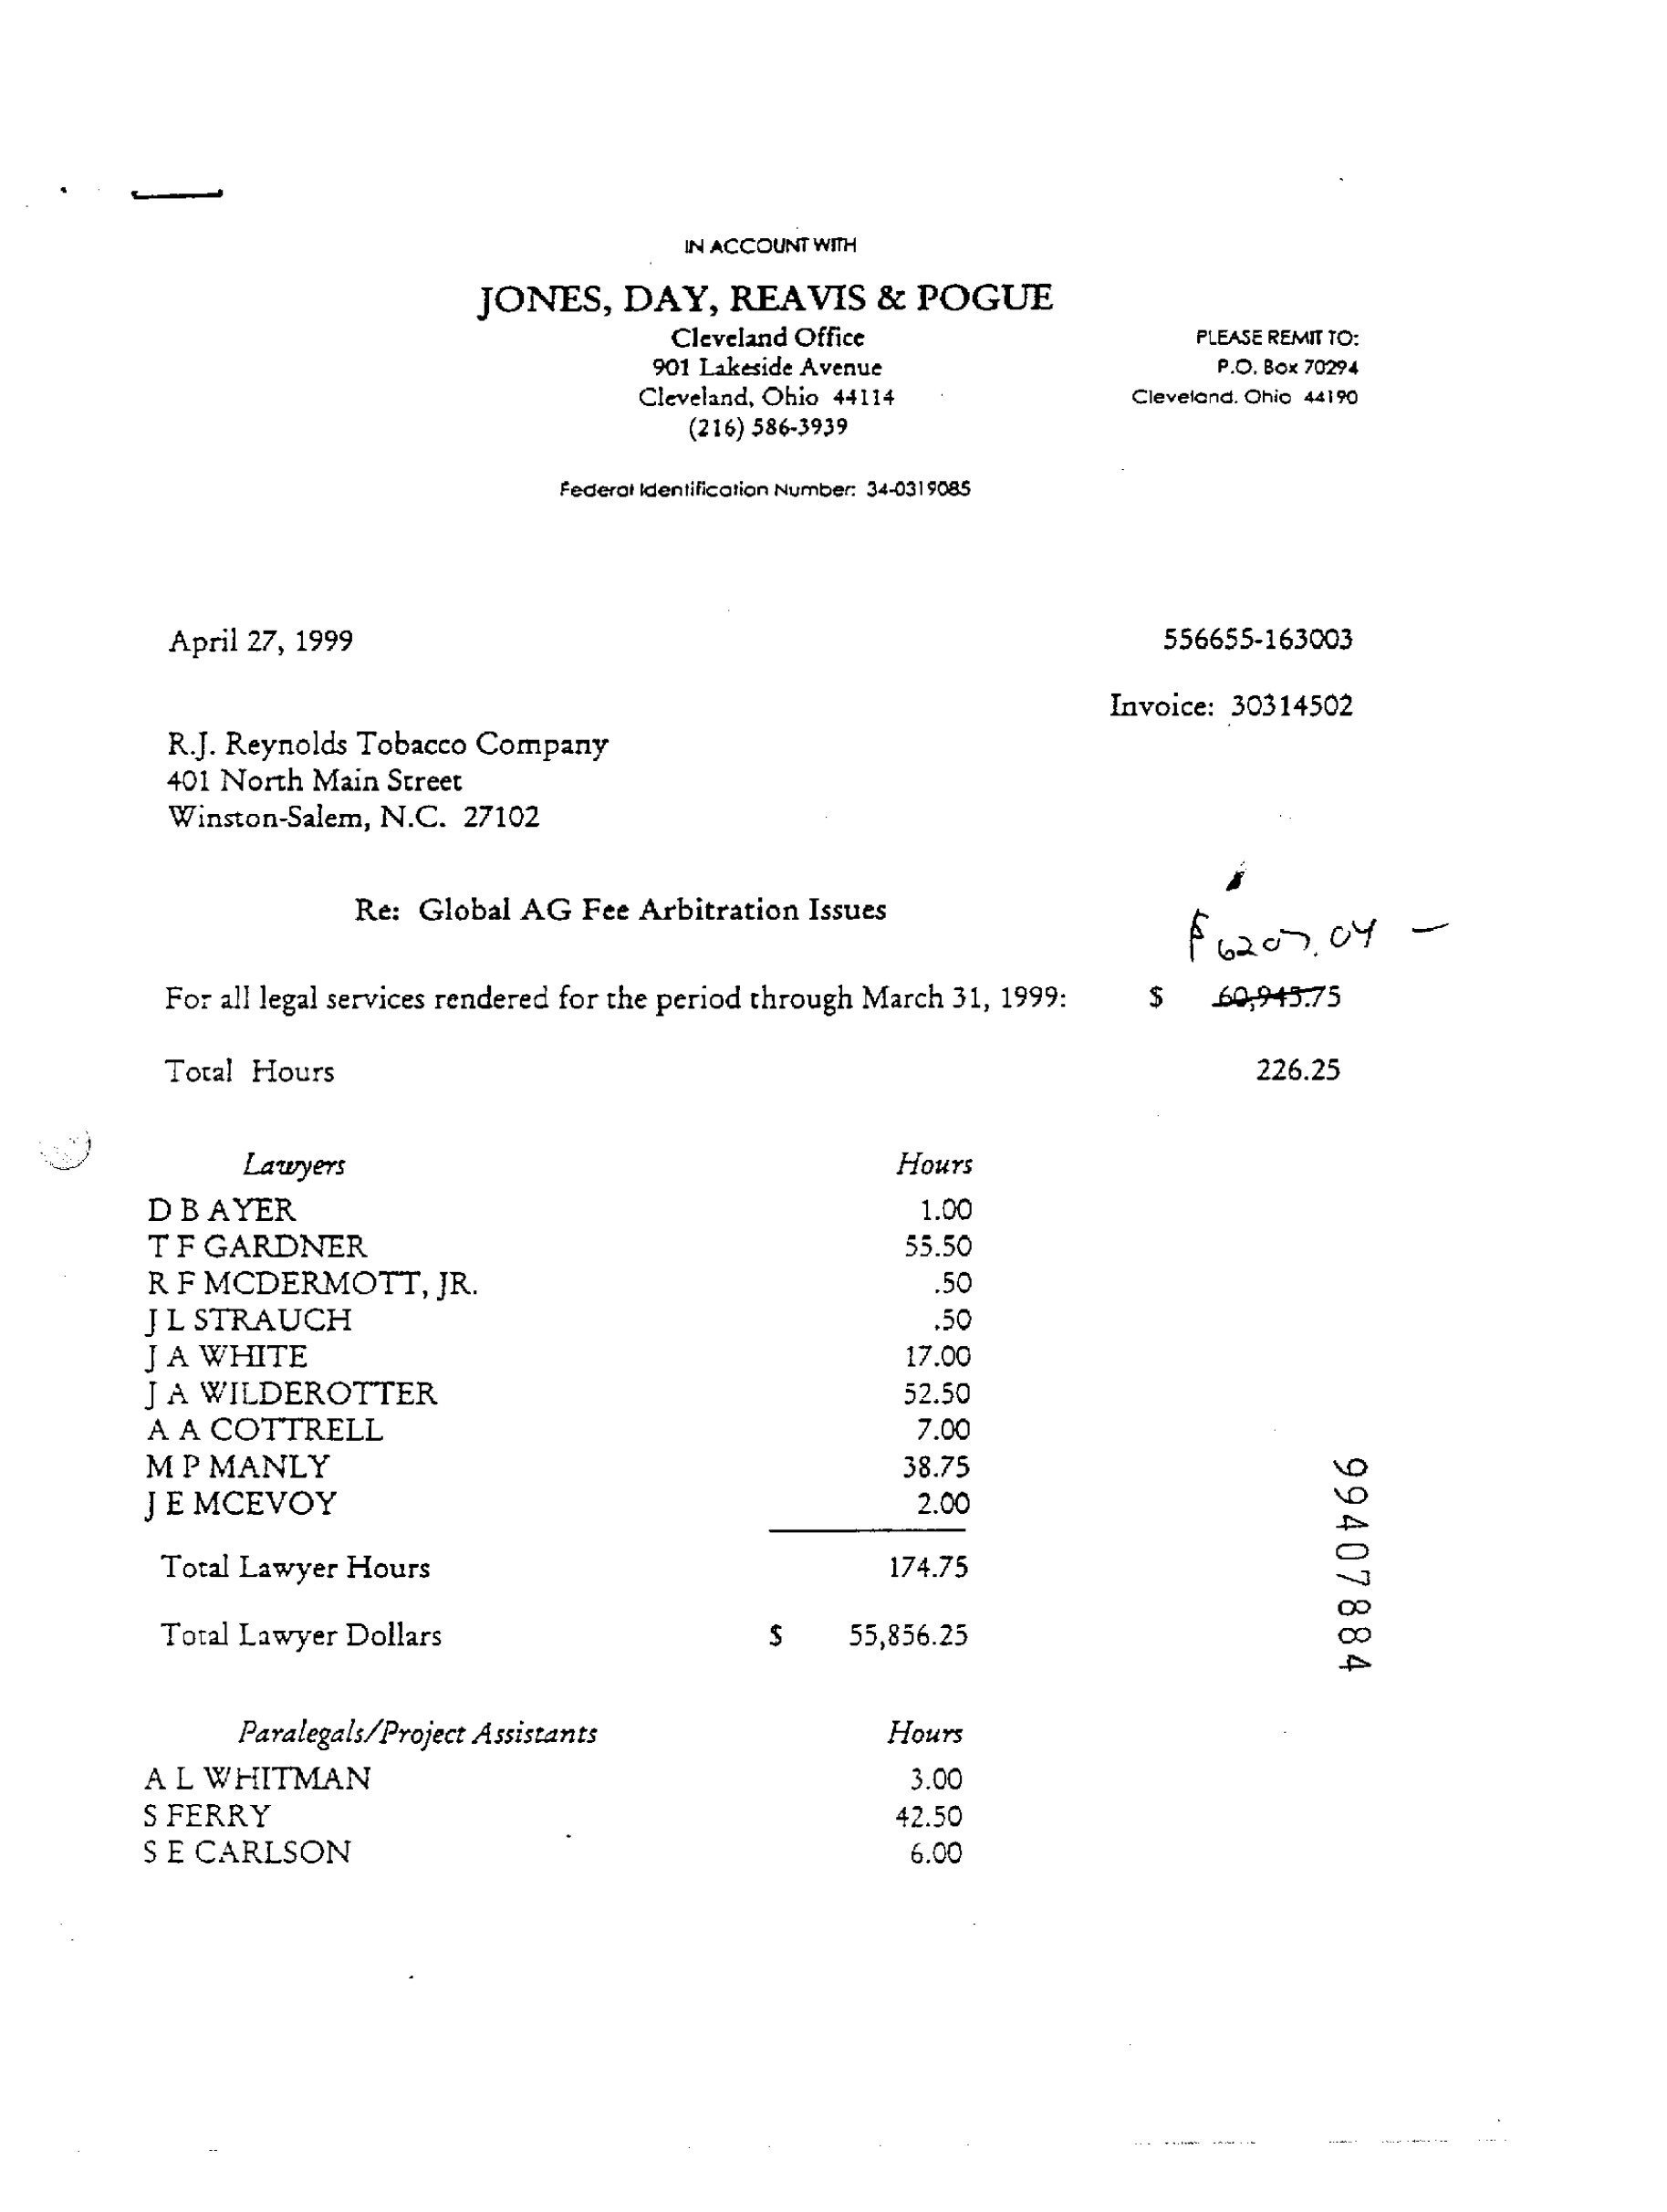 IN ACCOUNT WITH
JONES, DAY, REAVIS & POGUE
Cleveland Office
901 Lakeside Avenue
Cleveland, Ohio 44114
(216) 586-3939
PLEASE REMIT TO:
P.O. Box 70294
Cleveland, Ohio 44190
Federal Identification Number: 34-0319085
April 27, 1999
556655-163003
Invoice: 30314502
R.J. Reynolds Tobacco Company
401 North Main Street
Winston-Salem, N.C. 27102
Re: Global AG Fee Arbitration Issues
6207.04 -
For all legal services rendered for the period through March 31, 1999: $ 60,945.75
Total Hours 226.25
Lawyers Hours
D B AYER 1.00
T F GARDNER 55.50
R F MCDERMOTT, JR. .50
J L STRAUCH .50
J A WHITE 17.00
J A WILDEROTTER 52.50
A A COTTRELL 7.00
M P MANLY 38.75
J E MCEVOY 2.00
Total Lawyer Hours 174.75
Total Lawyer Dollars $ 55,856.25
Paralegals/Project Assistants Hours
A L WHITMAN 3.00
S FERRY 42.50
S E CARLSON 6.00
99407884